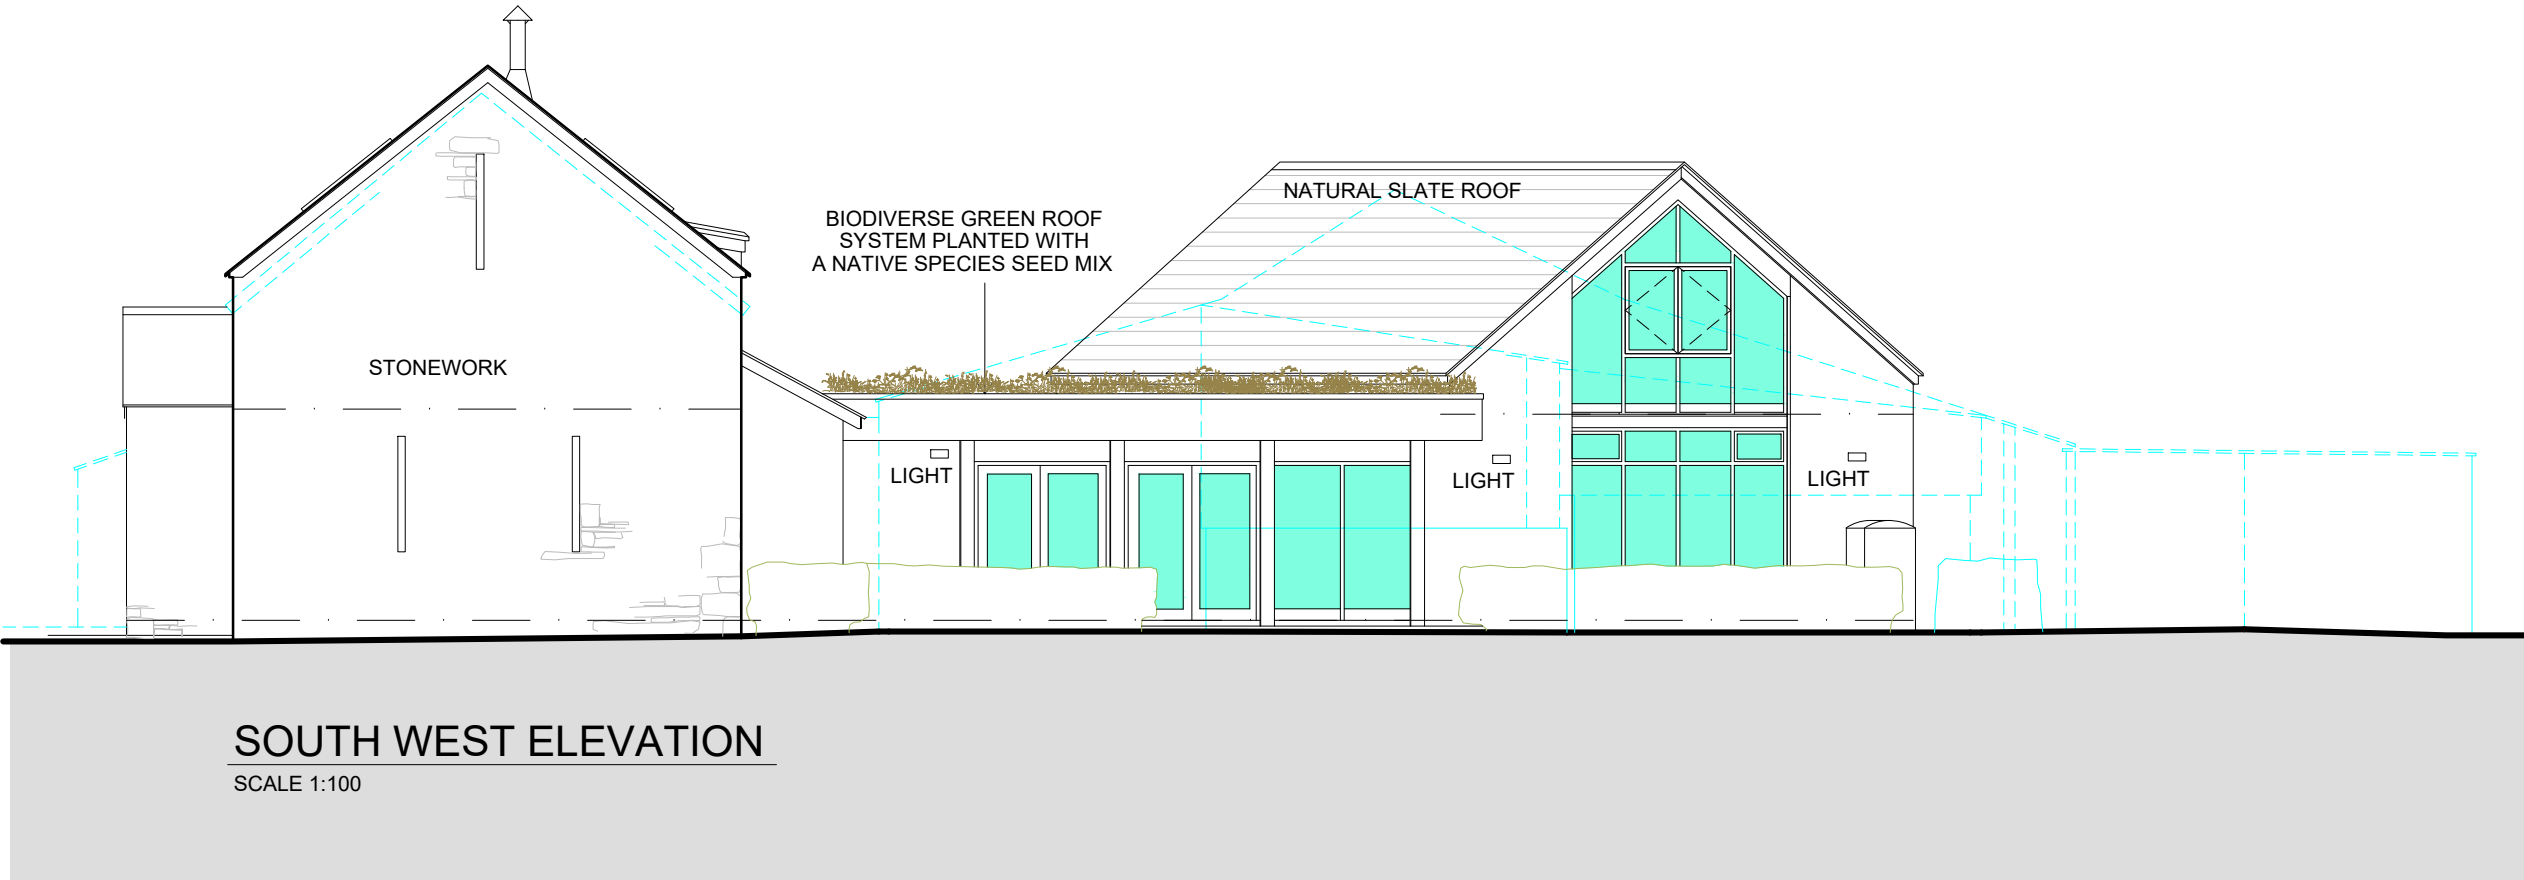 NATURAL SLATE ROOF
BIODIVERSE GREEN ROOF
SYSTEM PLANTED WITH
A NATIVE SPECIES SEED MIX
STONEWORK
LIGHT
LIGHT
LIGHT
SOUTH WEST ELEVATION
SCALE 1:100